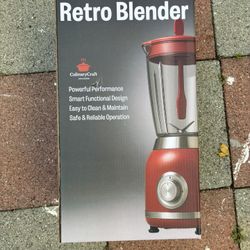 Retro Blender
CulinaryCraft
Powerful Performance
Smart Functional Design
Easy to Clean & Maintain
Safe & Reliable Operation